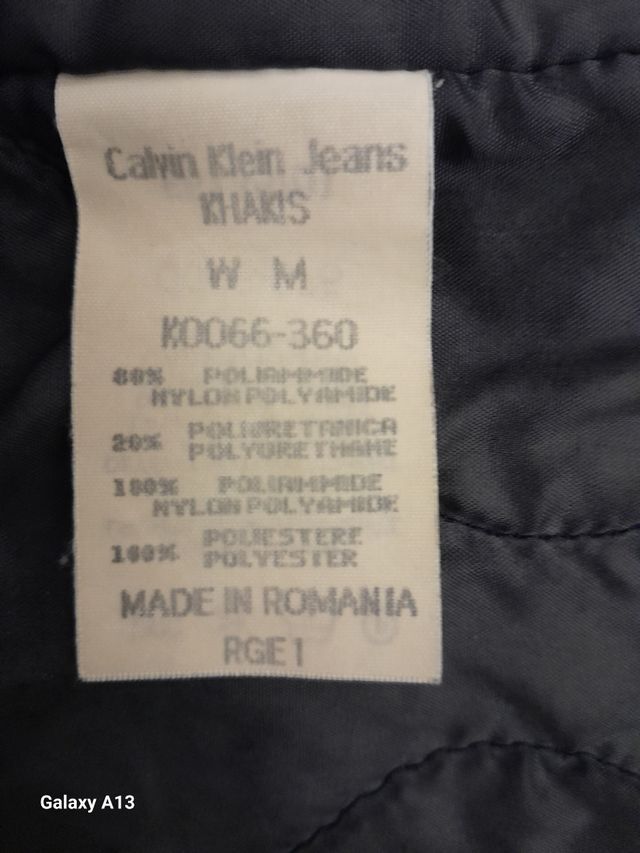 Calvin Klein Jeans
KHAKIS
W M
K0066-360
80% POLIAMMIDE
NYLON POLYAMIDE
20% POLIURETANICA
POLYURETHANE
100% POLIAMMIDE
NYLON POLYAMIDE
100% POLIESTERE
POLYESTER
MADE IN ROMANIA
RGE1
Galaxy A13